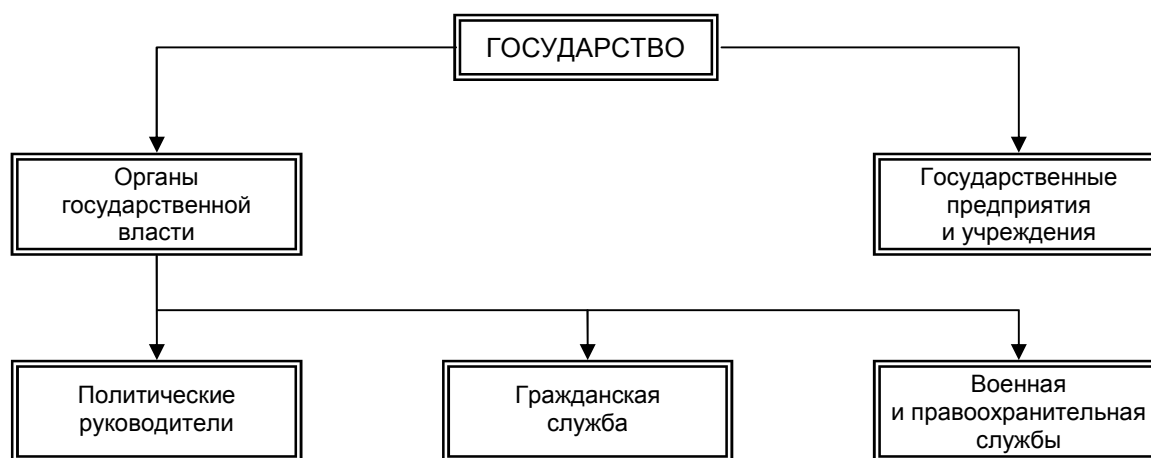 ГОСУДАРСТВО
Органы
государственной
власти
Государственные
предприятия
и учреждения
Политические
руководители
Гражданская
служба
Военная
и правоохранительная
службы